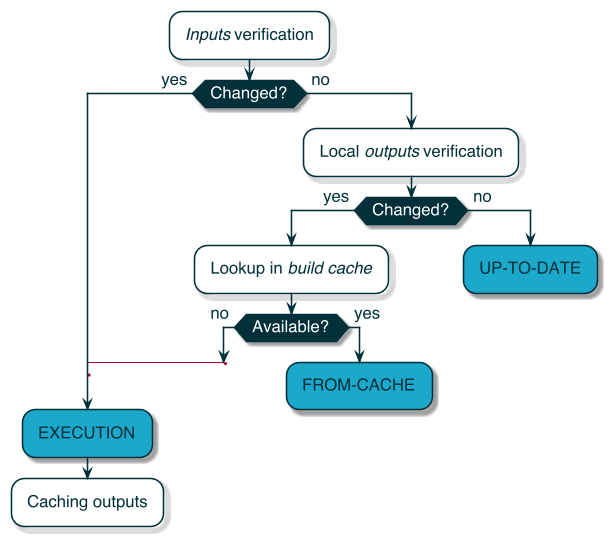 Inputs verification
yes
Changed?
no
Local outputs verification
yes
Changed?
no
Lookup in build cache
UP-TO-DATE
no
Available?
yes
FROM-CACHE
EXECUTION
Caching outputs